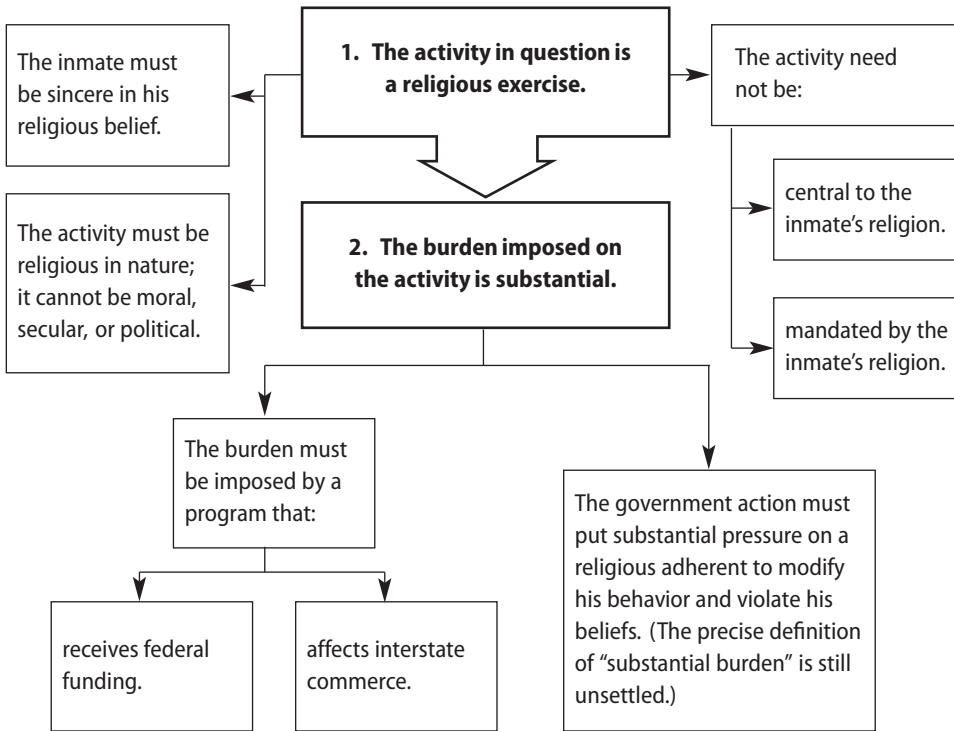 1. The activity in question is
a religious exercise.
The inmate must
be sincere in his
religious belief.
The activity must be
religious in nature;
it cannot be moral,
secular, or political.
The activity need
not be:
central to the
inmate’s religion.
mandated by the
inmate’s religion.
2. The burden imposed on
the activity is substantial.
The burden must
be imposed by a
program that:
receives federal
funding.
affects interstate
commerce.
The government action must
put substantial pressure on a
religious adherent to modify
his behavior and violate his
beliefs. (The precise definition
of “substantial burden” is still
unsettled.)